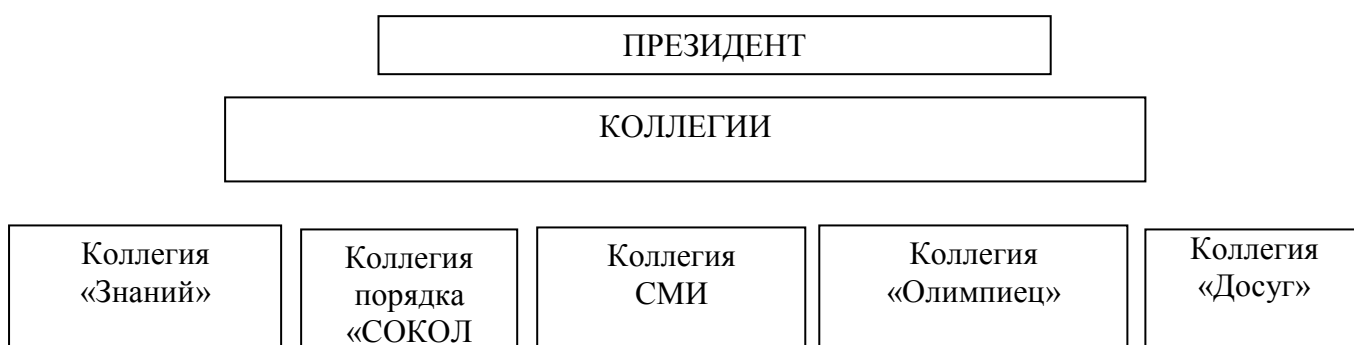 ПРЕЗИДЕНТ
КОЛЛЕГИИ
Коллегия
«Знаний»
Коллегия
порядка
«СОКОЛ
Коллегия
СМИ
Коллегия
«Олимпиец»
Коллегия
«Досуг»